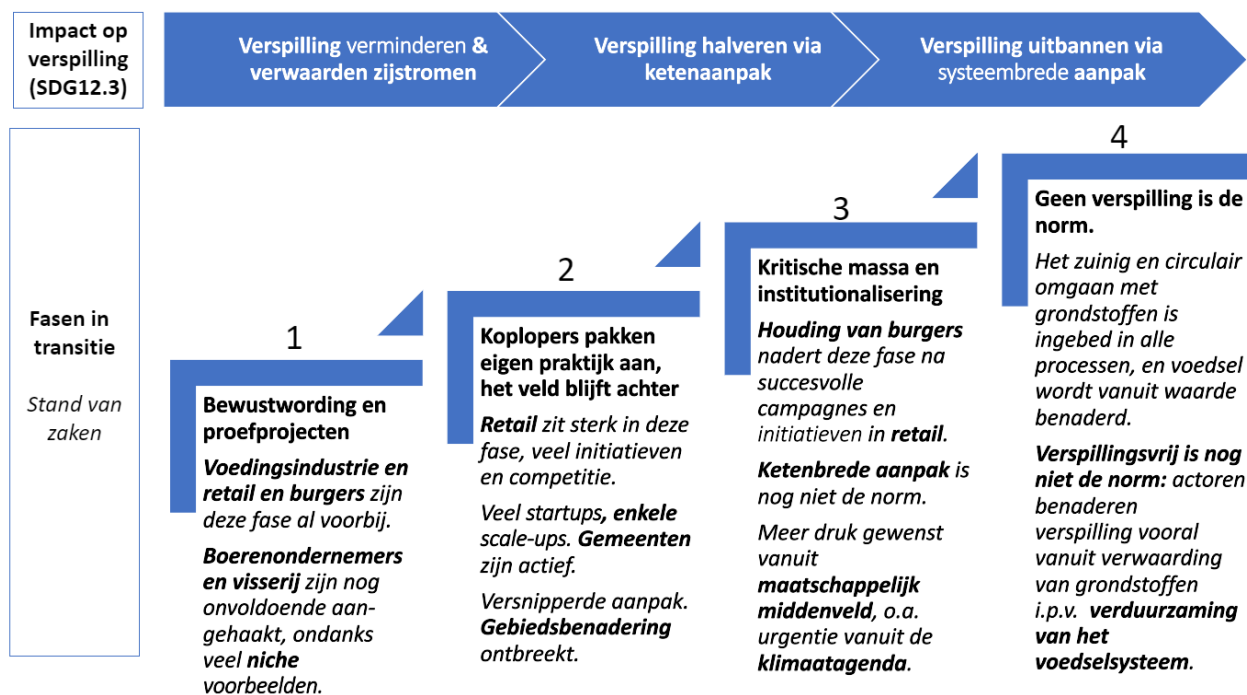 Impact op
verspilling
(SDG12.3)
Verspilling verminderen &
verwaarden zijstromen
Verspilling halveren via
ketenaanpak
Verspilling uitbannen via
systeembrede aanpak
Fasen in
transitie
Stand van
zaken
1
Bewustwording en
proefprojecten
Voedingsindustrie en
retail en burgers zijn
deze fase al voorbij.
Boerenondernemers
en visserij zijn nog
onvoldoende aan-
gehaakt, ondanks
veel niche
voorbeelden.
2
Koplopers pakken
eigen praktijk aan,
het veld blijft achter
Retail zit sterk in deze
fase, veel initiatieven
en competitie.
Veel startups, enkele
scale-ups. Gemeenten
zijn actief.
Versnipperde aanpak.
Gebiedsbenadering
ontbreekt.
3
Kritische massa en
institutionalisering
Houding van burgers
nadert deze fase na
succesvolle
campagnes en
initiatieven in retail.
Ketenbrede aanpak is
nog niet de norm.
Meer druk gewenst
vanuit
maatschappelijk
middenveld, o.a.
urgentie vanuit de
klimaatagenda.
4
Geen verspilling is de
norm.
Het zuinig en circulair
omgaan met
grondstoffen is
ingebed in alle
processen, en voedsel
wordt vanuit waarde
benaderd.
Verspillingsvrij is nog
niet de norm: actoren
benaderen
verspilling vooral
vanuit verwaarding
van grondstoffen
i.p.v. verduurzaming
van het
voedselsysteem.